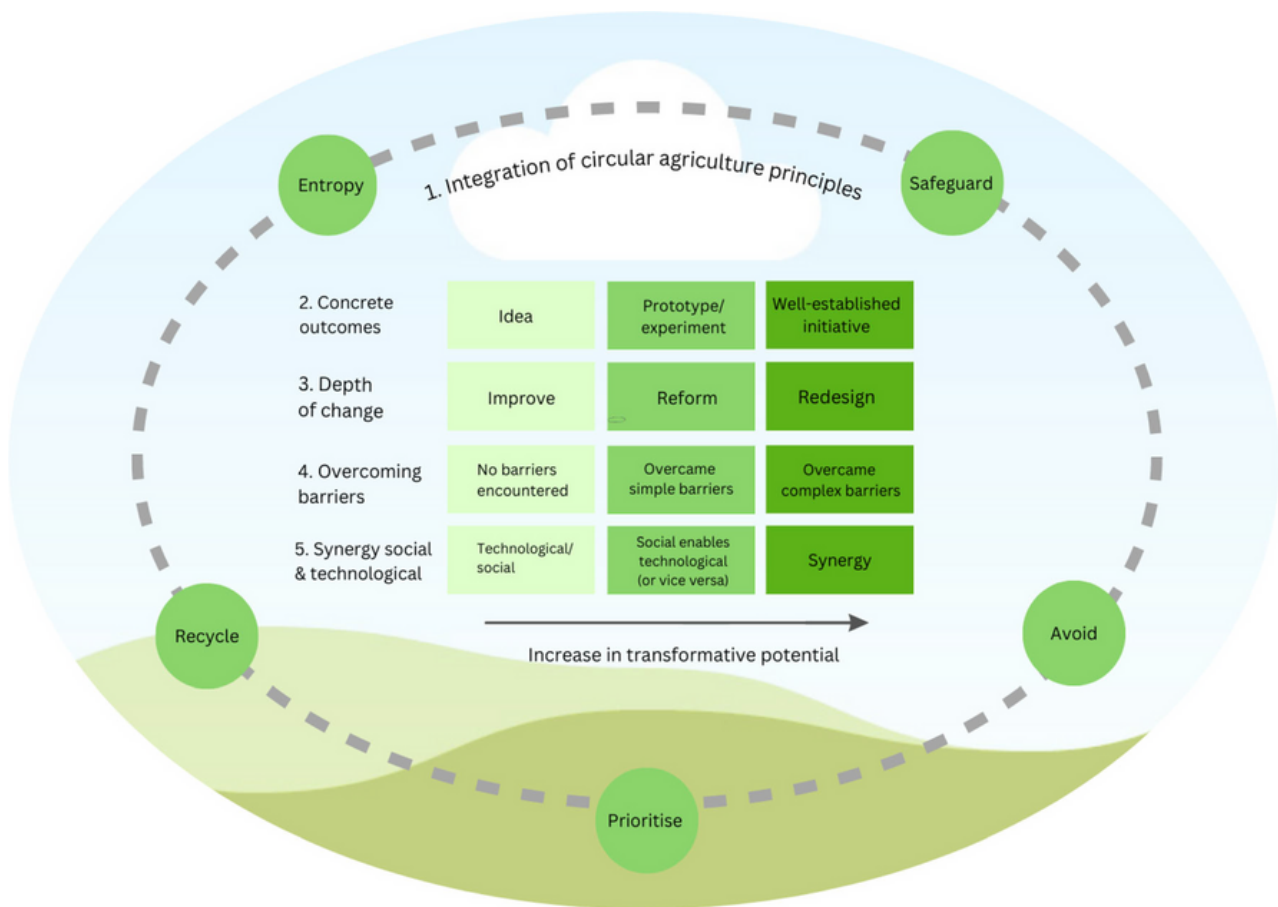 1. Integration of circular agriculture principles
Entropy
Safeguard
2. Concrete
outcomes
Idea
Prototype/
experiment
Well-established
initiative
3. Depth
of change
Improve
Reform
Redesign
4. Overcoming
barriers
No barriers
encountered
Overcame
simple barriers
Overcame
complex barriers
5. Synergy social
& technological
Technological/
social
Social enables
technological
(or vice versa)
Synergy
Increase in transformative potential
Recycle
Avoid
Prioritise